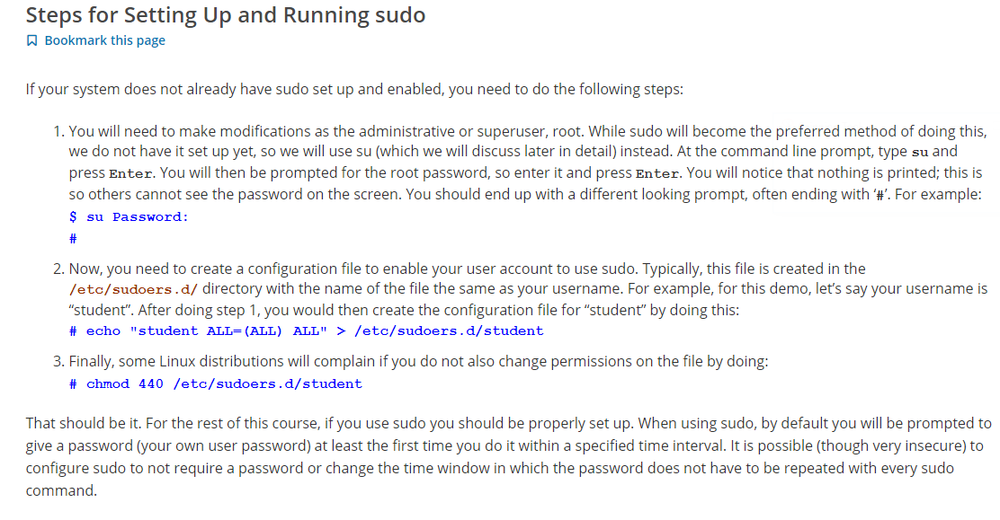 Steps for Setting Up and Running sudo
Bookmark this page
If your system does not already have sudo set up and enabled, you need to do the following steps:
1. You will need to make modifications as the administrative or superuser, root. While sudo will become the preferred method of doing this,
we do not have it set up yet, so we will use su (which we will discuss later in detail) instead. At the command line prompt, type su and
press Enter. You will then be prompted for the root password, so enter it and press Enter. You will notice that nothing is printed; this is
so others cannot see the password on the screen. You should end up with a different looking prompt, often ending with ‘#’. For example:
$ su Password:
#
2. Now, you need to create a configuration file to enable your user account to use sudo. Typically, this file is created in the
/etc/sudoers.d/ directory with the name of the file the same as your username. For example, for this demo, let’s say your username is
“student”. After doing step 1, you would then create the configuration file for “student” by doing this:
# echo "student ALL=(ALL) ALL" > /etc/sudoers.d/student
3. Finally, some Linux distributions will complain if you do not also change permissions on the file by doing:
# chmod 440 /etc/sudoers.d/student
That should be it. For the rest of this course, if you use sudo you should be properly set up. When using sudo, by default you will be prompted to
give a password (your own user password) at least the first time you do it within a specified time interval. It is possible (though very insecure) to
configure sudo to not require a password or change the time window in which the password does not have to be repeated with every sudo
command.